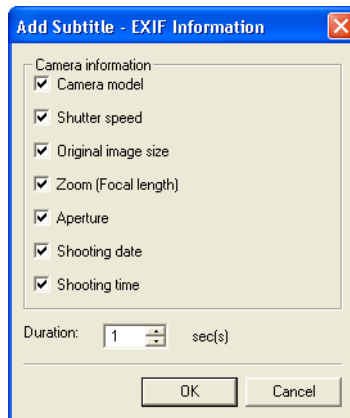 Add Subtitle - EXIF Information
Camera information
Camera model
Shutter speed
Original image size
Zoom (Focal length)
Aperture
Shooting date
Shooting time
Duration: 1 sec(s)
OK Cancel